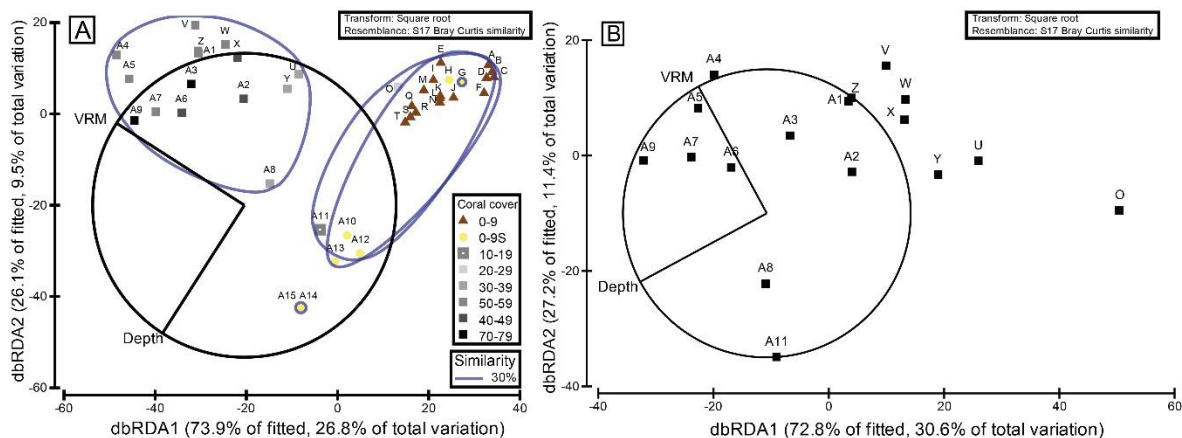 A
Transform: Square root
Resemblance: S17 Bray Curtis similarity
20
0
-20
-40
-60
-60
-40
-20
0
20
40
dbRDA2 (26.1% of fitted, 9.5% of total variation)
dbRDA1 (73.9% of fitted, 26.8% of total variation)
V
W
A4
Z
A1
X
A5
A3
U
Y
A2
A7
A6
A9
VRM
A8
Depth
E
A
B
I
H
D
C
G
M
O
K
J
F
Q
L
N
S
R
T
A11
A10
A12
A13
A15 A14
Coral cover
0-9
0-9S
10-19
20-29
30-39
50-59
40-49
70-79
Similarity
30%
B
Transform: Square root
Resemblance: S17 Bray Curtis similarity
20
0
-20
-40
-40
-20
0
20
40
60
dbRDA2 (27.2% of fitted, 11.4% of total variation)
dbRDA1 (72.8% of fitted, 30.6% of total variation)
V
A4
VRM
A5
Z
A1
W
X
A3
A9
A7
A6
A2
Y
U
O
Depth
A8
A11